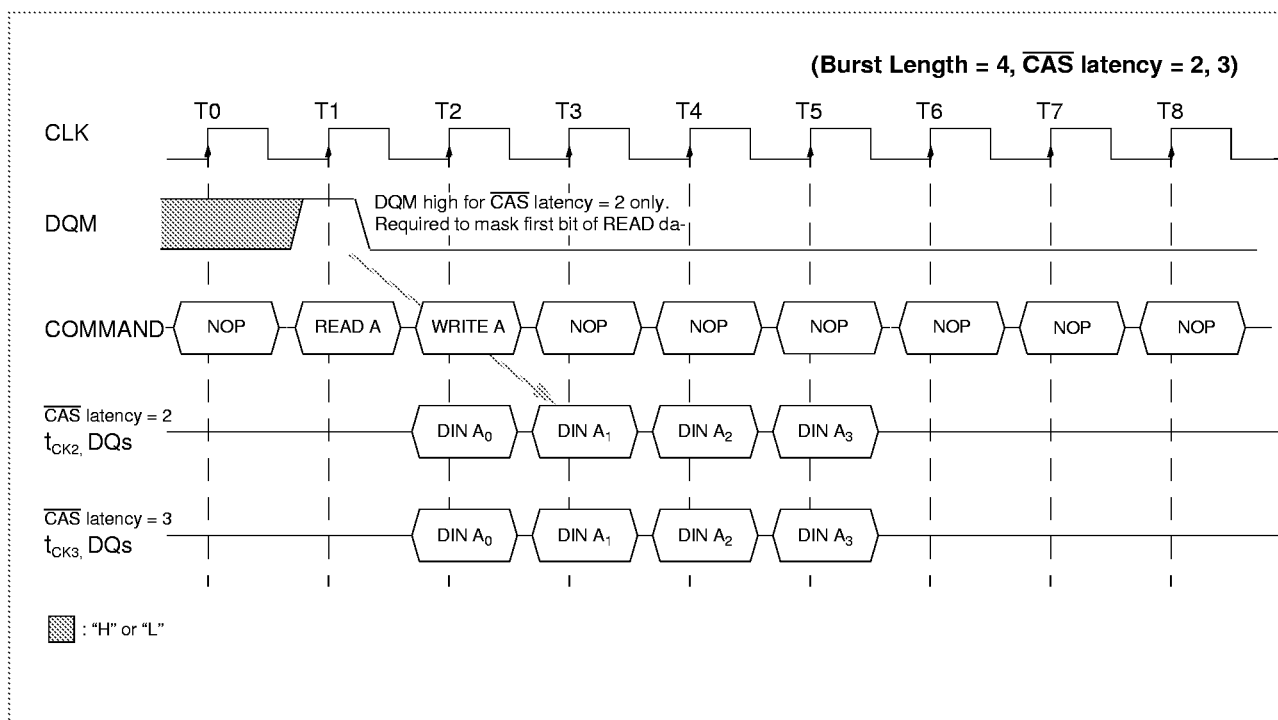 (Burst Length = 4, CAS latency = 2, 3)
T0 T1 T2 T3 T4 T5 T6 T7 T8
CLK
DQM high for CAS latency = 2 only.
Required to mask first bit of READ da-
DQM
COMMAND NOP READ A WRITE A NOP NOP NOP NOP NOP NOP
CAS latency = 2
tCK2, DQs DIN A0 DIN A1 DIN A2 DIN A3
CAS latency = 3
tCK3, DQs DIN A0 DIN A1 DIN A2 DIN A3
: “H” or “L”